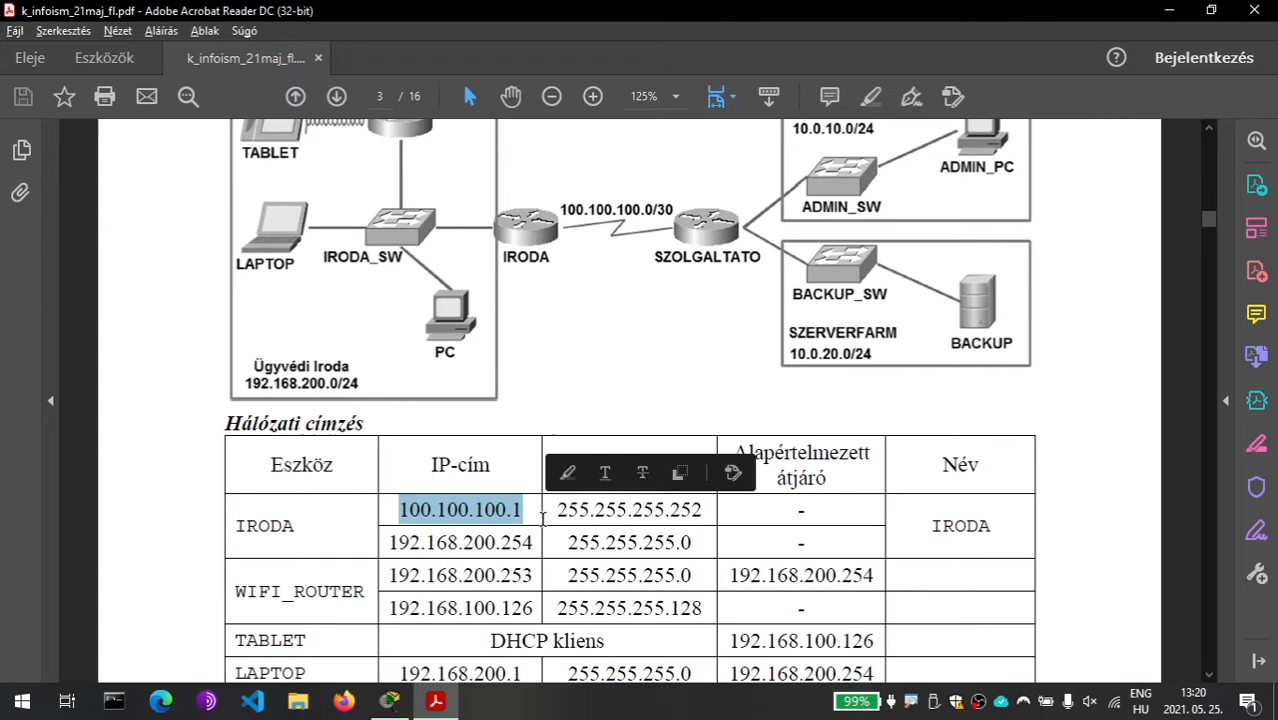 k_infoism_21maj_fl.pdf - Adobe Acrobat Reader DC (32-bit)
Fájl Szerkesztés Nézet Aláírás Ablak Súgó
Eleje Eszközök k_infoism_21maj_fl.... × Bejelentkezés
3 / 16 125%
TABLET
10.0.10.0/24
ADMIN_PC
ADMIN_SW
100.100.100.0/30
LAPTOP IRODA_SW IRODA SZOLGALTATO
BACKUP_SW
PC
SZERVERFARM
10.0.20.0/24
BACKUP
Ügyvédi Iroda
192.168.200.0/24
Hálózati címzés
Eszköz IP-cím Alapértelmezett átjáró Név
IRODA 100.100.100.1 255.255.255.252 - IRODA
192.168.200.254 255.255.255.0 -
WIFI_ROUTER 192.168.200.253 255.255.255.0 192.168.200.254
192.168.100.126 255.255.255.128 -
TABLET DHCP kliens 192.168.100.126
LAPTOP 192.168.200.1 255.255.255.0 192.168.200.254
99% ENG HU 13:20 2021. 05. 25. 1